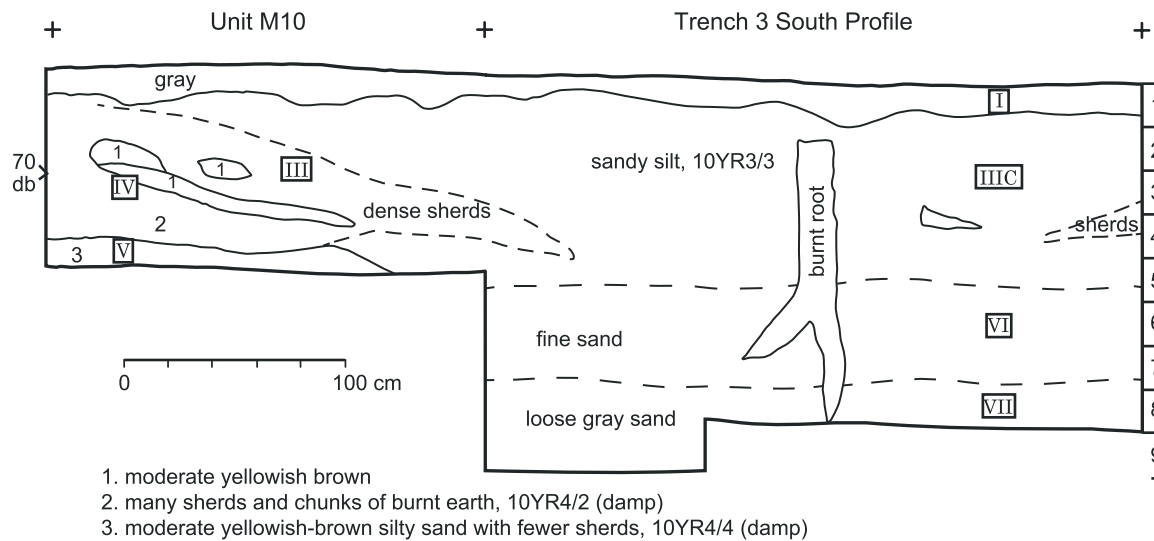 Unit M10
Trench 3 South Profile
gray
I
1
1
III
70
db
1
IV
sandy silt, 10YR3/3
IIIC
dense sherds
sherds
2
3
V
burnt root
fine sand
VI
0
100 cm
loose gray sand
VII
1. moderate yellowish brown
2. many sherds and chunks of burnt earth, 10YR4/2 (damp)
3. moderate yellowish-brown silty sand with fewer sherds, 10YR4/4 (damp)
2
5
6